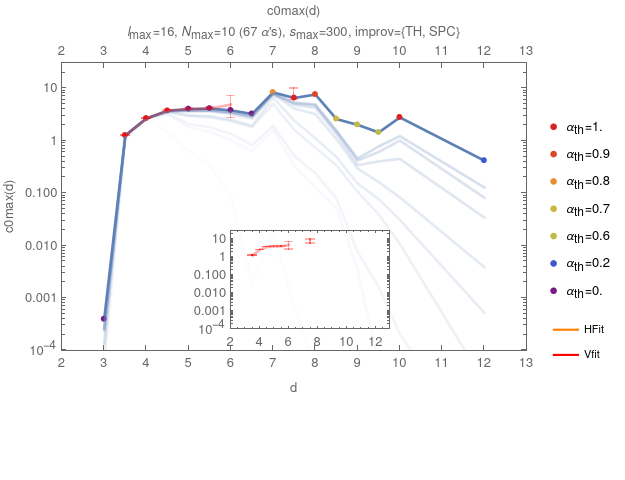 c0max(d)
lmax=16, Nmax=10 (67 α's), smax=300, improv={TH, SPC}
2 3 4 5 6 7 8 9 10 11 12 13
10
1
0.100
0.010
0.001
10^-4
c0max(d)
10
1
0.100
0.010
0.001
10^-4
2 4 6 8 10 12
2 3 4 5 6 7 8 9 10 11 12 13
d
αth=1.
αth=0.9
αth=0.8
αth=0.7
αth=0.6
αth=0.2
αth=0.
HFit
Vfit